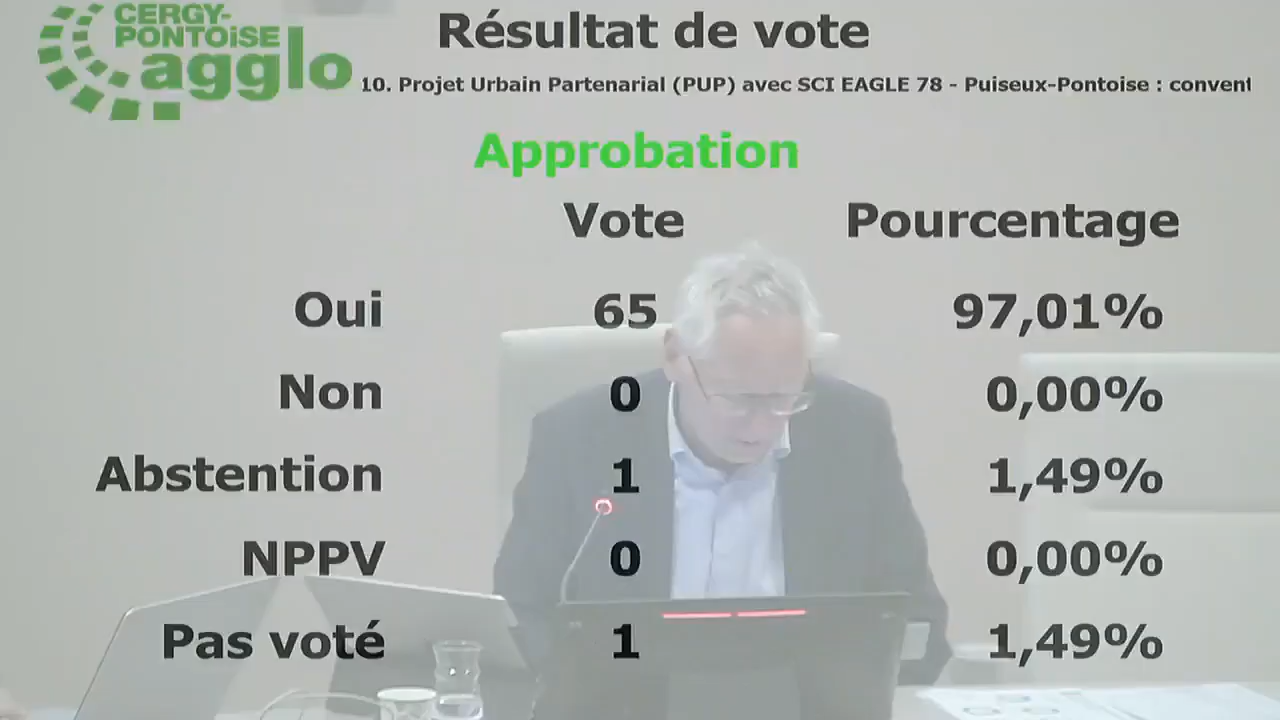 CERGY-
PONTOiSE
agglo
Résultat de vote
10. Projet Urbain Partenarial (PUP) avec SCI EAGLE 78 - Puiseux-Pontoise : convent
Approbation
Vote Pourcentage
Oui 65 97,01%
Non 0 0,00%
Abstention 1 1,49%
NPPV 0 0,00%
Pas voté 1 1,49%